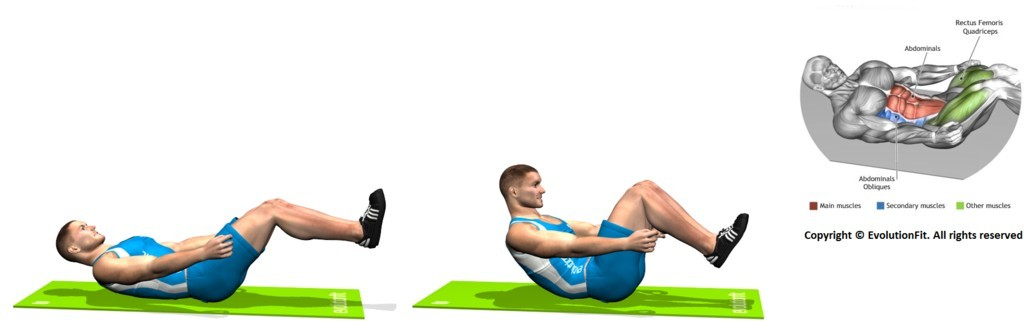 Rectus Femoris
Quadriceps
Abdominals
Abdominals
Obliques
Main muscles
Secondary muscles
Other muscles
Copyright © EvolutionFit. All rights reserved